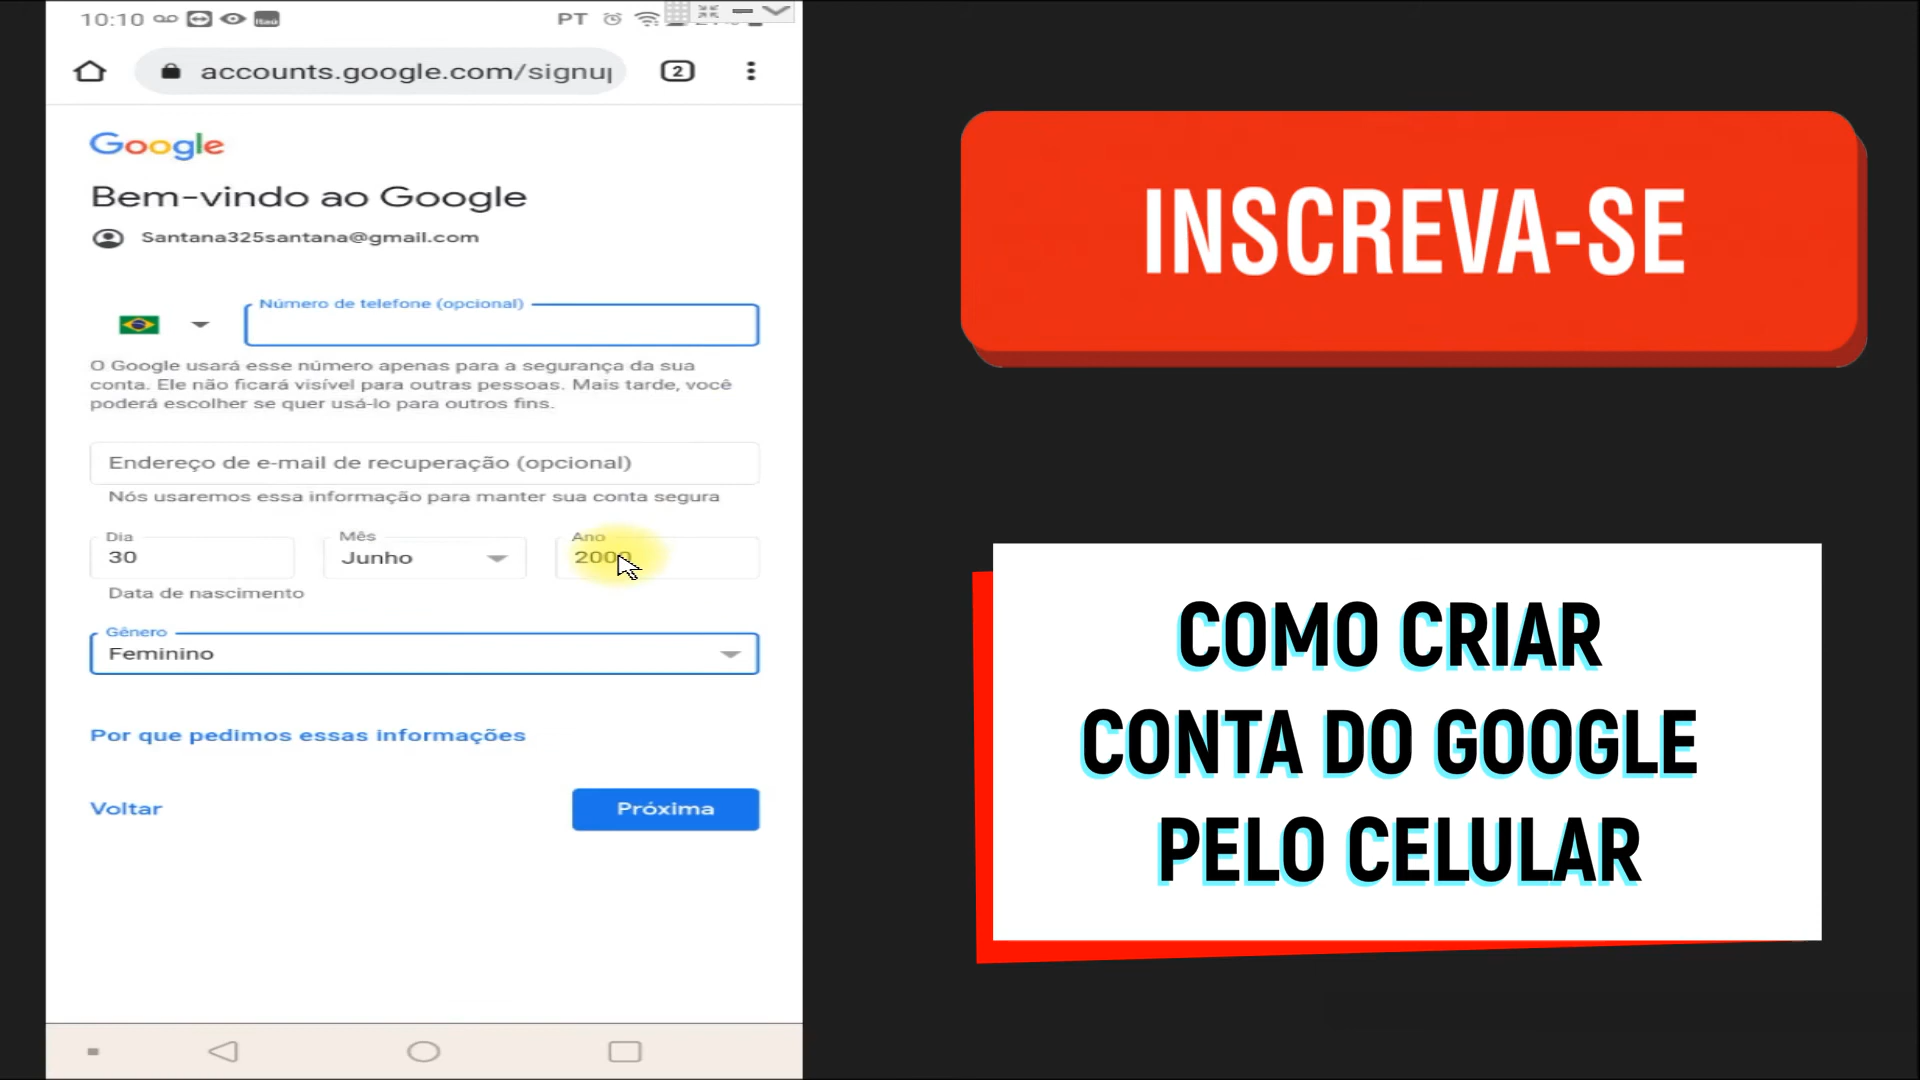 10:10
PT
accounts.google.com/signup
2
Google
Bem-vindo ao Google
Santana325santana@gmail.com
Número de telefone (opcional)
O Google usará esse número apenas para a segurança da sua
conta. Ele não ficará visível para outras pessoas. Mais tarde, você
poderá escolher se quer usá-lo para outros fins.
Endereço de e-mail de recuperação (opcional)
Nós usaremos essa informação para manter sua conta segura
Dia
Mês
Ano
30
Junho
2000
Data de nascimento
Gênero
Feminino
Por que pedimos essas informações
Voltar
Próxima
INSCREVA-SE
COMO CRIAR
CONTA DO GOOGLE
PELO CELULAR